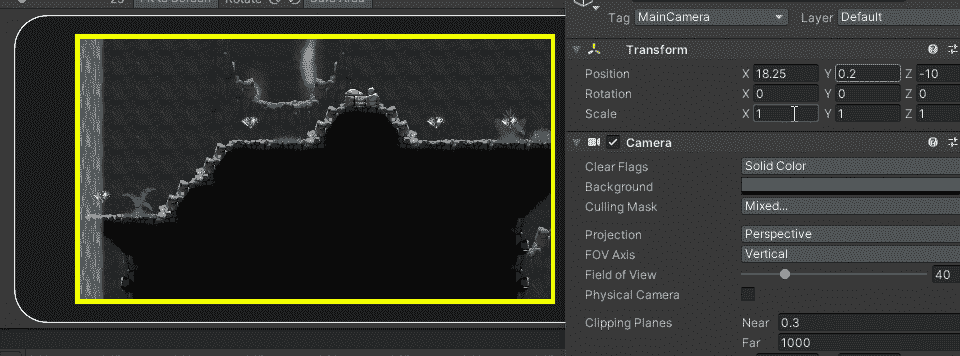 25 Fit to Screen Rotate Safe Area
Tag MainCamera Layer Default
Transform
Position X 18.25 Y 0.2 Z -10
Rotation X 0 Y 0 Z 0
Scale X 1 Y 1 Z 1
Camera
Clear Flags Solid Color
Background
Culling Mask Mixed...
Projection Perspective
FOV Axis Vertical
Field of View 40
Physical Camera
Clipping Planes Near 0.3
Far 1000